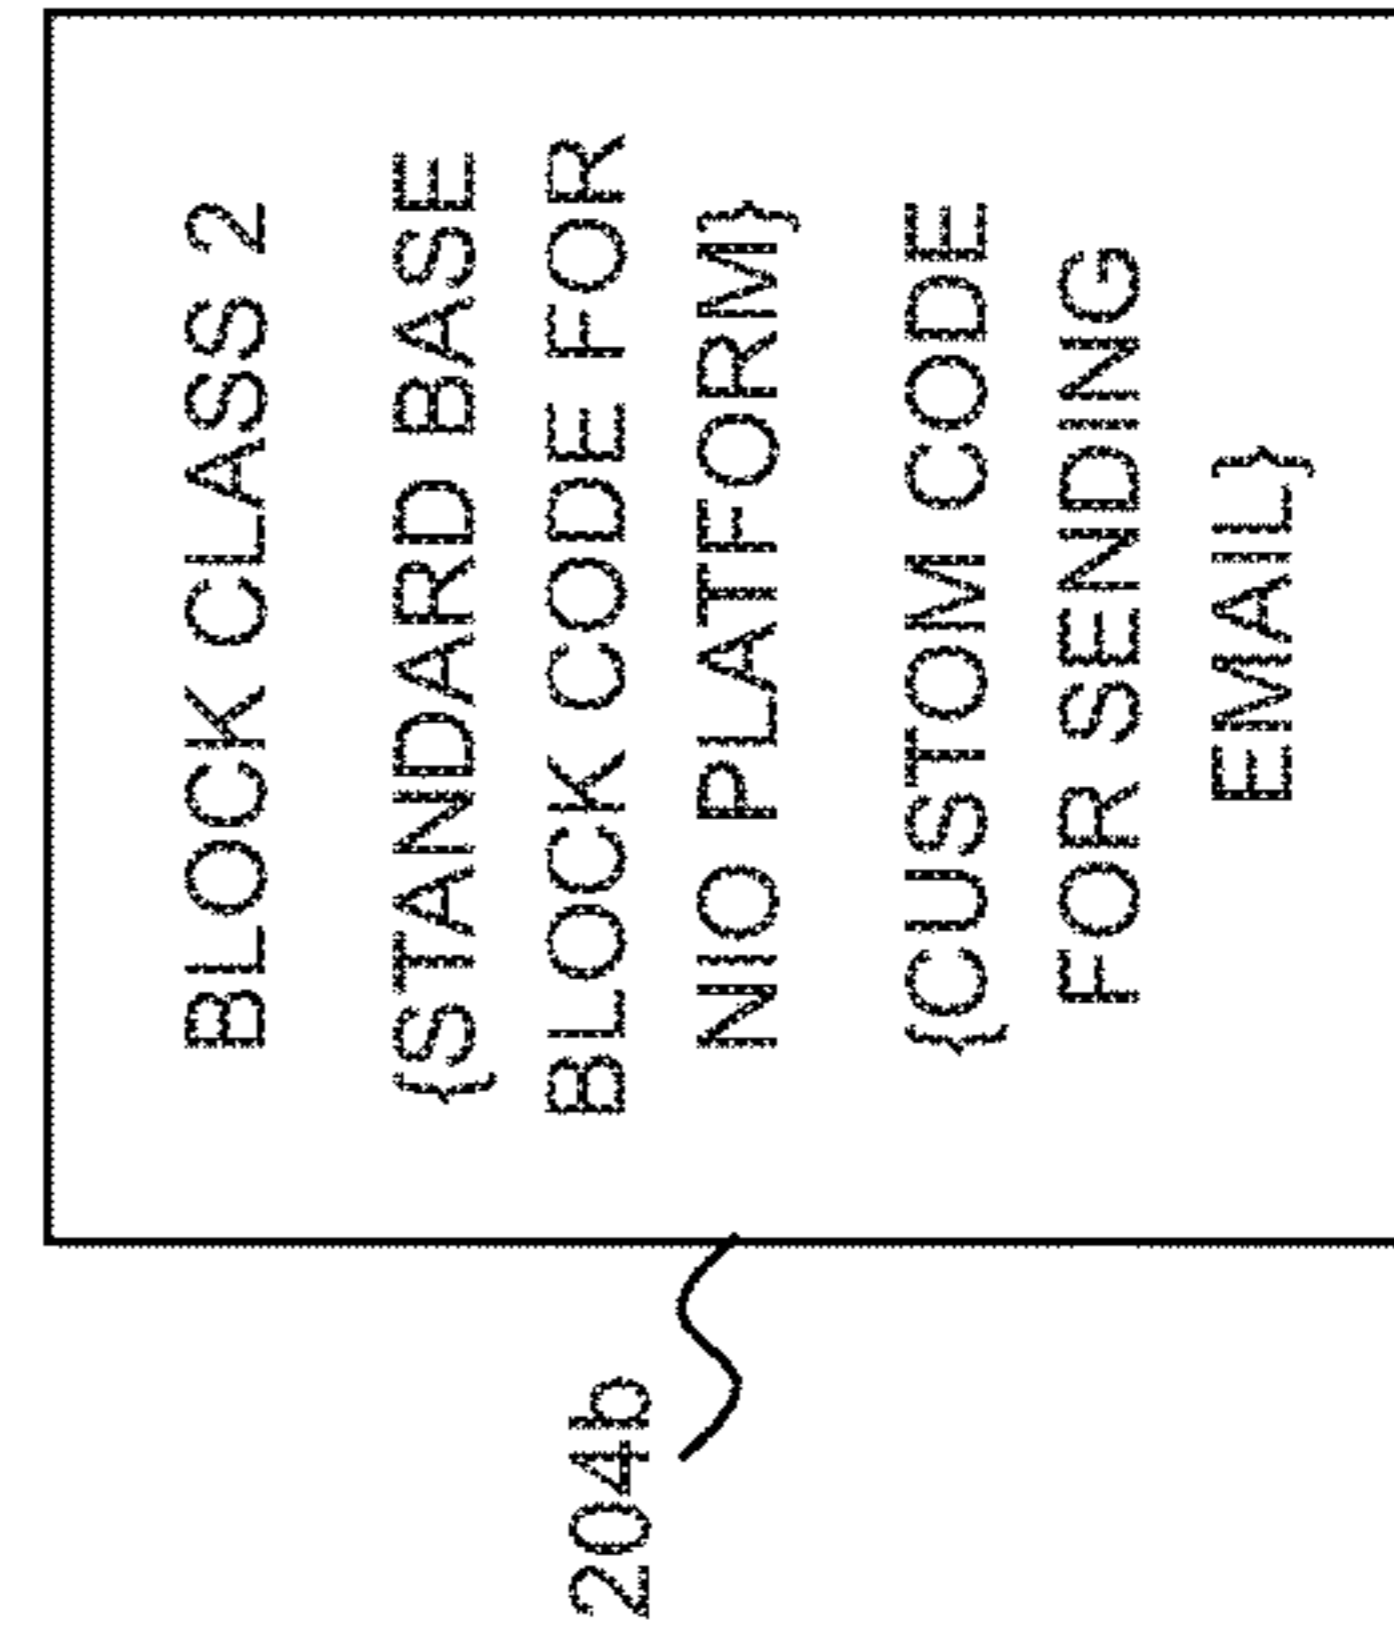 BLOCK CLASS 2
{STANDARD BASE
BLOCK CODE FOR
NIO PLATFORM}
{CUSTOM CODE
FOR SENDING
EMAIL}
204b